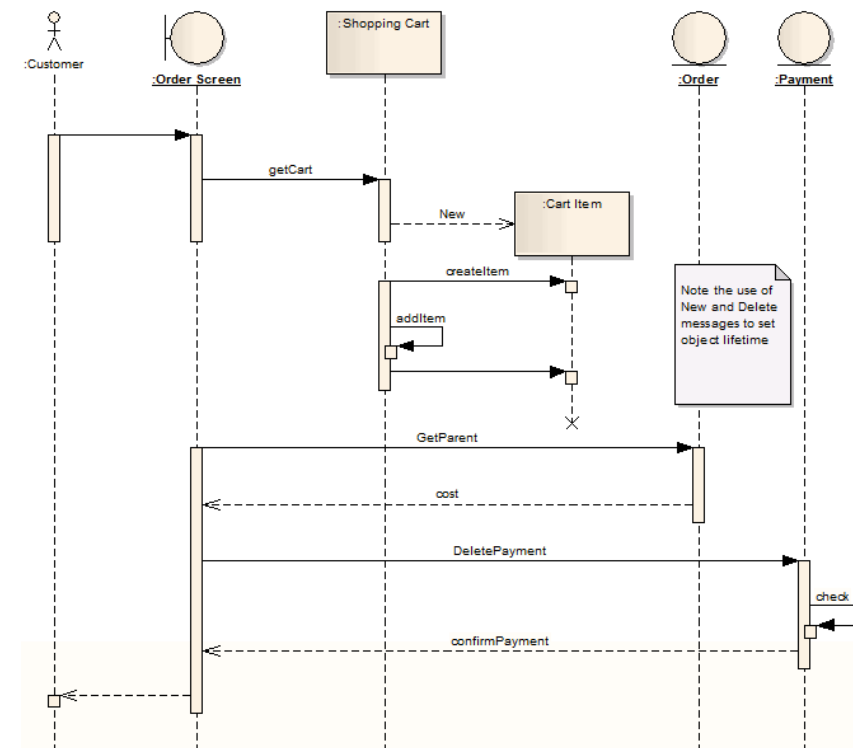 :Customer
:Order Screen
:Shopping Cart
:Order
:Payment
getCart
New
:Cart Item
createItem
addItem
Note the use of
New and Delete
messages to set
object lifetime
GetParent
cost
DeletePayment
check
confirmPayment